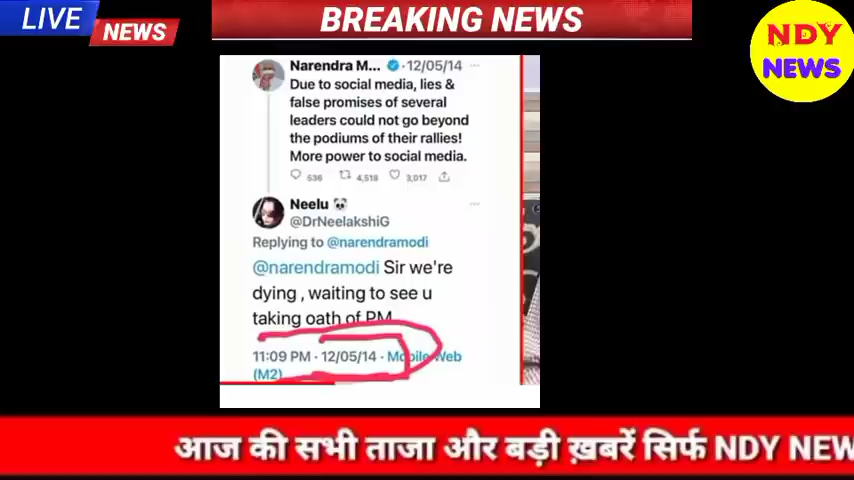 LIVE
NEWS
BREAKING NEWS
NDY
NEWS
Narendra M... · 12/05/14 ...
Due to social media, lies &
false promises of several
leaders could not go beyond
the podiums of their rallies!
More power to social media.
536 4,518 3,017
Neelu 🐼 ...
@DrNeelakshiG
Replying to @narendramodi
@narendramodi Sir we're
dying , waiting to see u
taking oath of PM
11:09 PM · 12/05/14 · Mobile Web
(M2)
आज की सभी ताजा और बड़ी ख़बरें सिर्फ NDY NEW